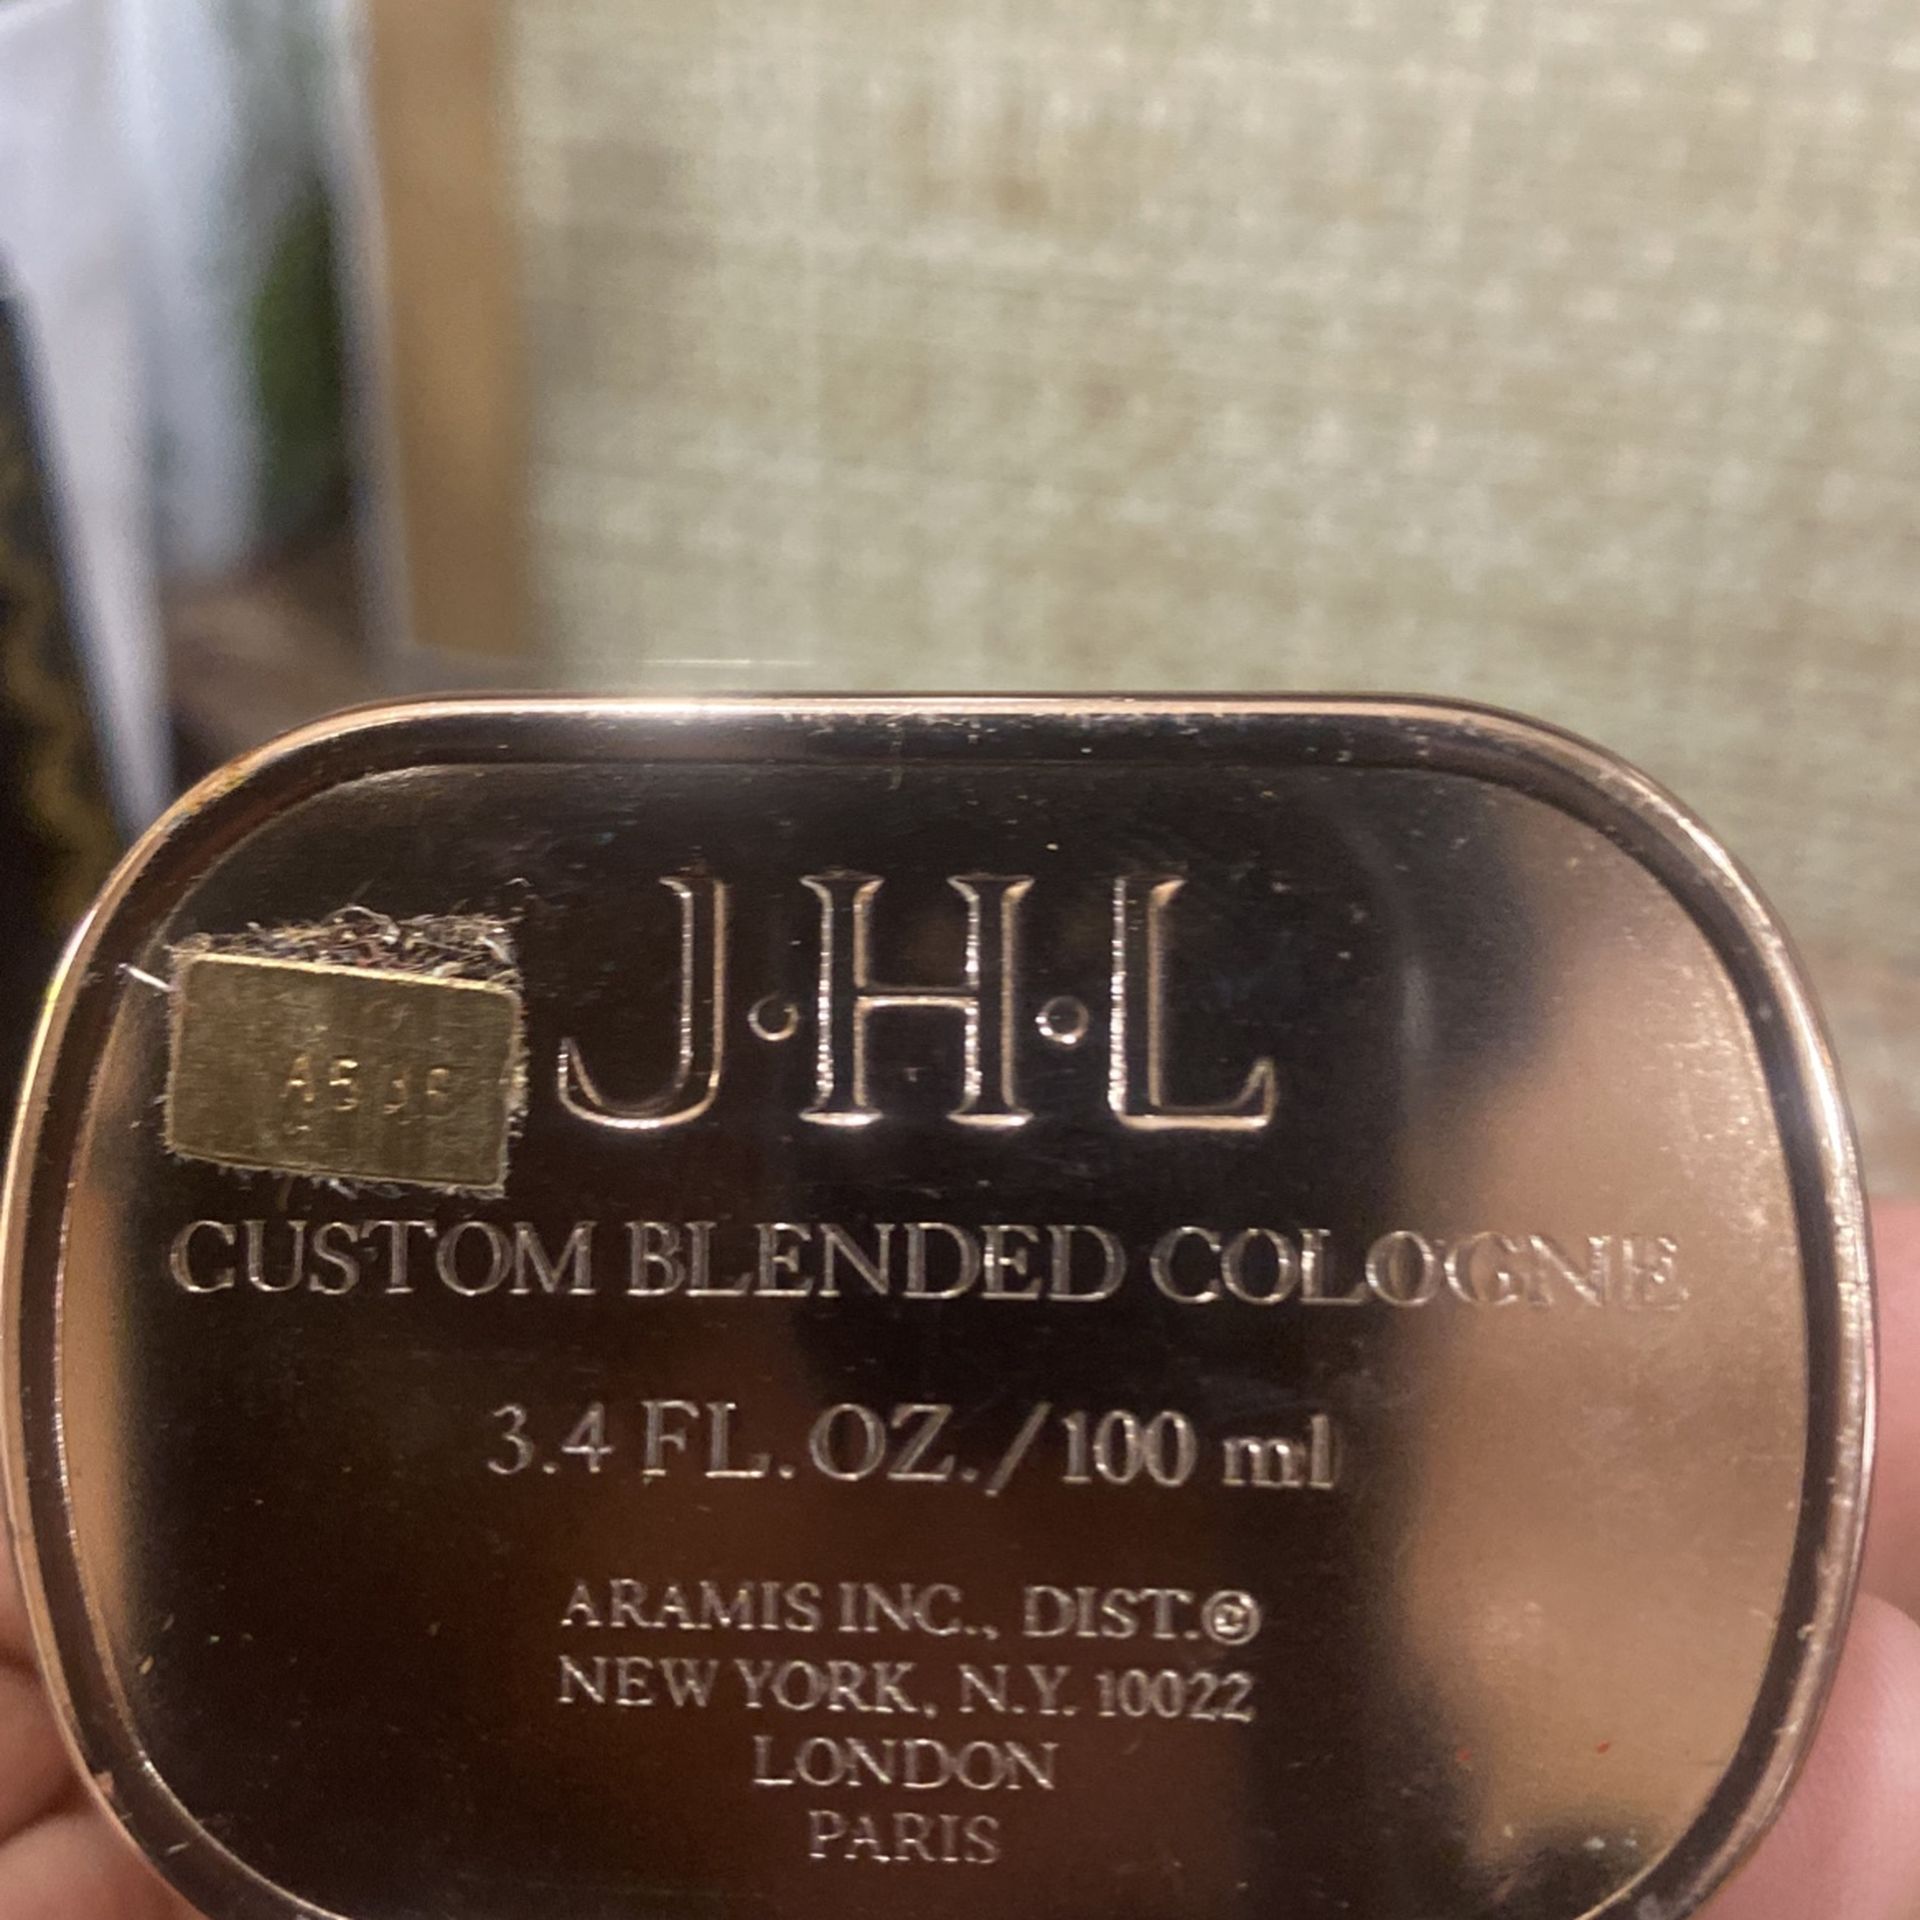 J·H·L
CUSTOM BLENDED COLOGNE
3.4 FL. OZ./100 ml
ARAMIS INC., DIST.©
NEW YORK, N.Y. 10022
LONDON
PARIS